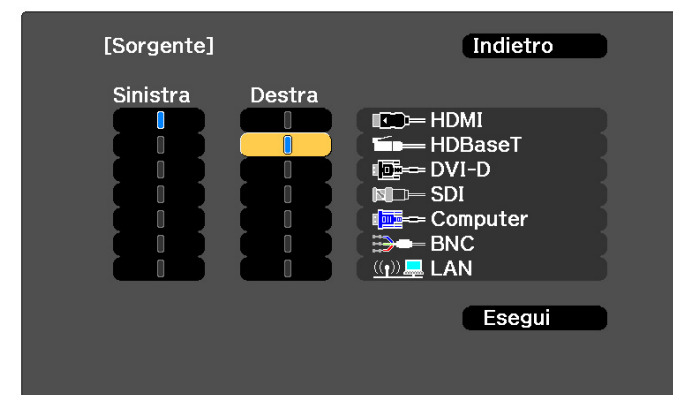 [Sorgente] Indietro
Sinistra Destra
HDMI
HDBaseT
DVI-D
SDI
Computer
BNC
LAN
Esegui